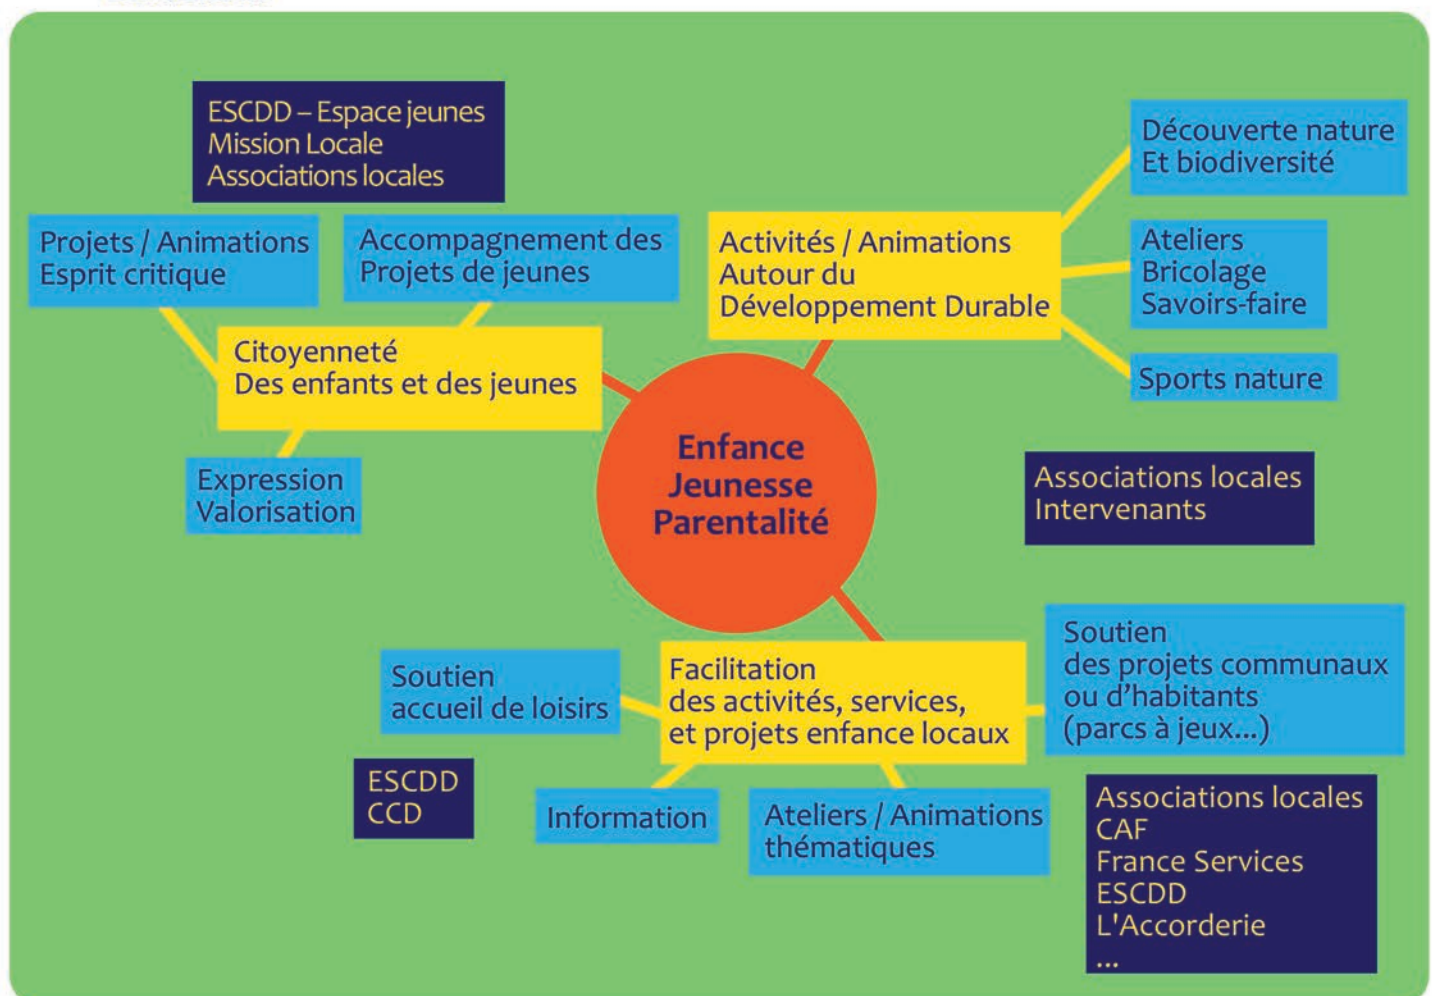 ESCDD – Espace jeunes
Mission Locale
Associations locales
Projets / Animations
Esprit critique
Accompagnement des
Projets de jeunes
Citoyenneté
Des enfants et des jeunes
Expression
Valorisation
Activités / Animations
Autour du
Développement Durable
Découverte nature
Et biodiversité
Ateliers
Bricolage
Savoirs-faire
Sports nature
Enfance
Jeunesse
Parentalité
Associations locales
Intervenants
Soutien
accueil de loisirs
Facilitation
des activités, services,
et projets enfance locaux
Soutien
des projets communaux
ou d'habitants
(parcs à jeux...)
ESCDD
CCD
Information
Ateliers / Animations
thématiques
Associations locales
CAF
France Services
ESCDD
L'Accorderie
...